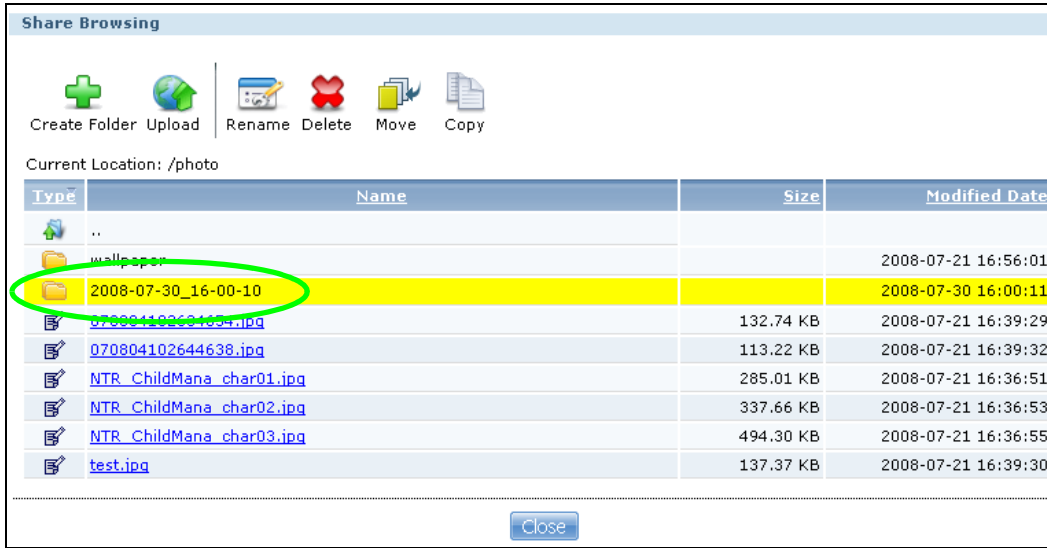 Share Browsing
Create Folder Upload Rename Delete Move Copy
Current Location: /photo
Type Name Size Modified Date
..
wallpaper 2008-07-21 16:56:01
2008-07-30_16-00-10 2008-07-30 16:00:11
070804102634654.jpg 132.74 KB 2008-07-21 16:39:29
070804102644638.jpg 113.22 KB 2008-07-21 16:39:32
NTR_ChildMana_char01.jpg 285.01 KB 2008-07-21 16:36:51
NTR_ChildMana_char02.jpg 337.66 KB 2008-07-21 16:36:53
NTR_ChildMana_char03.jpg 494.30 KB 2008-07-21 16:36:55
test.jpg 137.37 KB 2008-07-21 16:39:30
Close